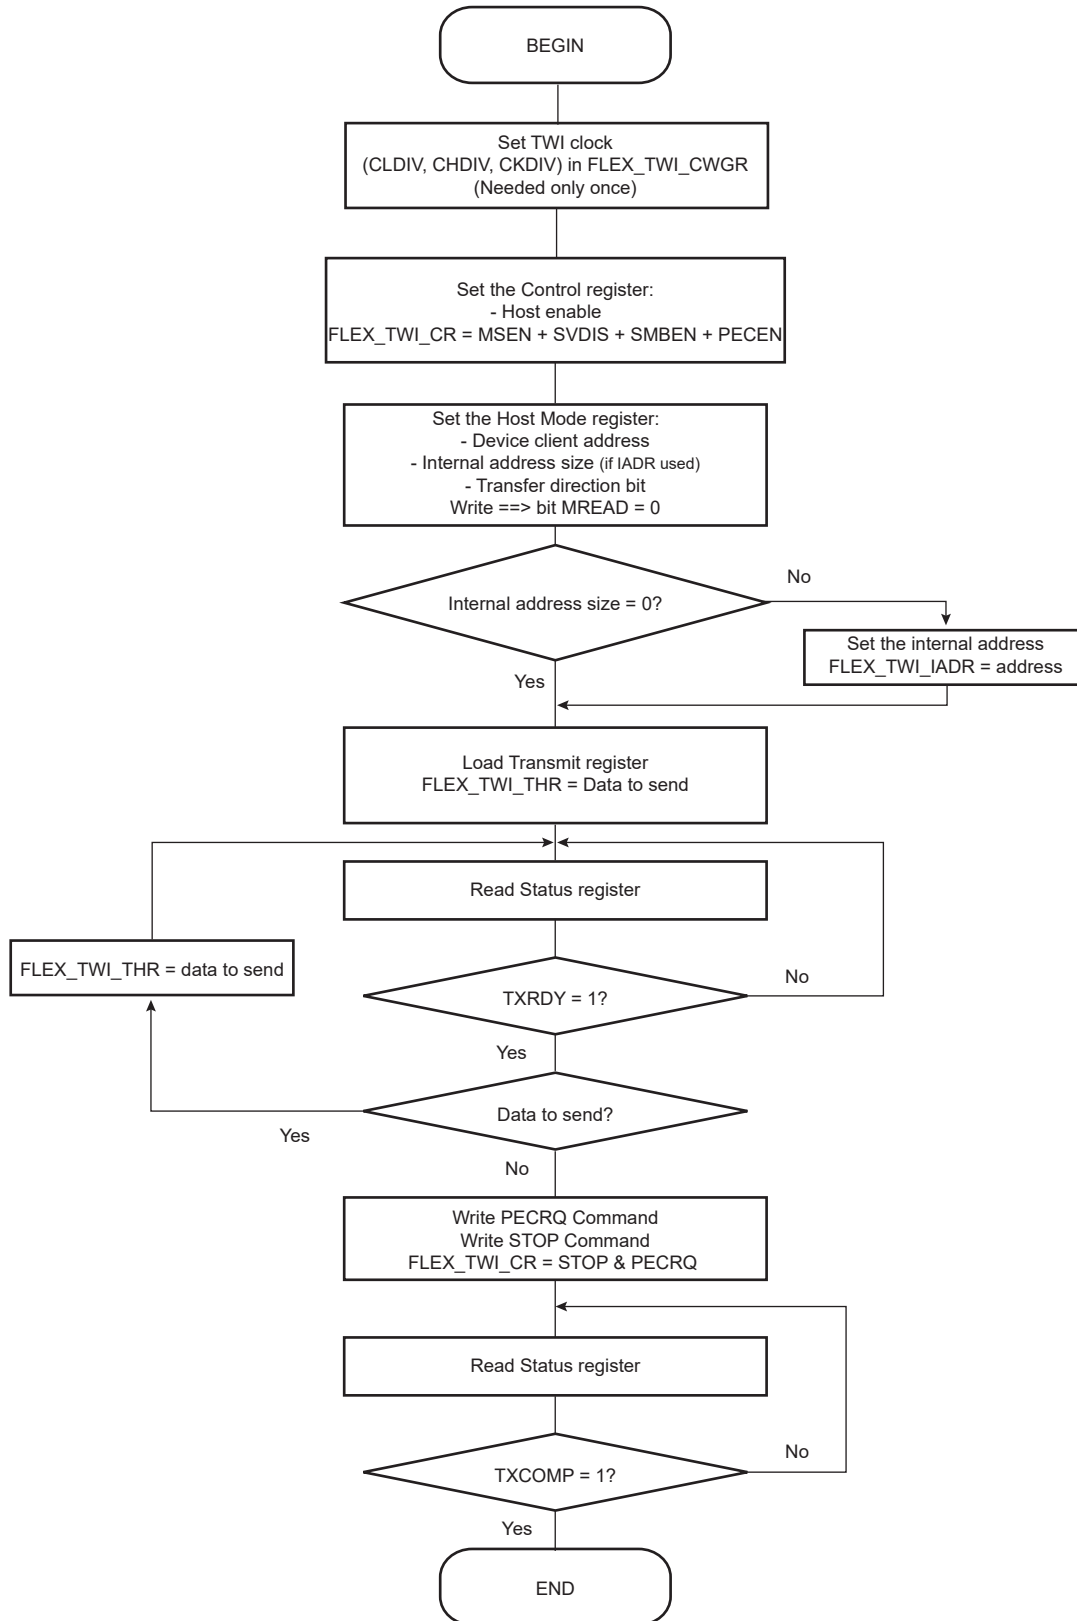 BEGIN
Set TWI clock
(CLDIV, CHDIV, CKDIV) in FLEX_TWI_CWGR
(Needed only once)
Set the Control register:
- Host enable
FLEX_TWI_CR = MSEN + SVDIS + SMBEN + PECEN
Set the Host Mode register:
- Device client address
- Internal address size (if IADR used)
- Transfer direction bit
Write ==> bit MREAD = 0
No
Internal address size = 0?
Set the internal address
FLEX_TWI_IADR = address
Yes
Load Transmit register
FLEX_TWI_THR = Data to send
Read Status register
FLEX_TWI_THR = data to send
No
TXRDY = 1?
Yes
Data to send?
Yes
No
Write PECRQ Command
Write STOP Command
FLEX_TWI_CR = STOP & PECRQ
Read Status register
No
TXCOMP = 1?
Yes
END